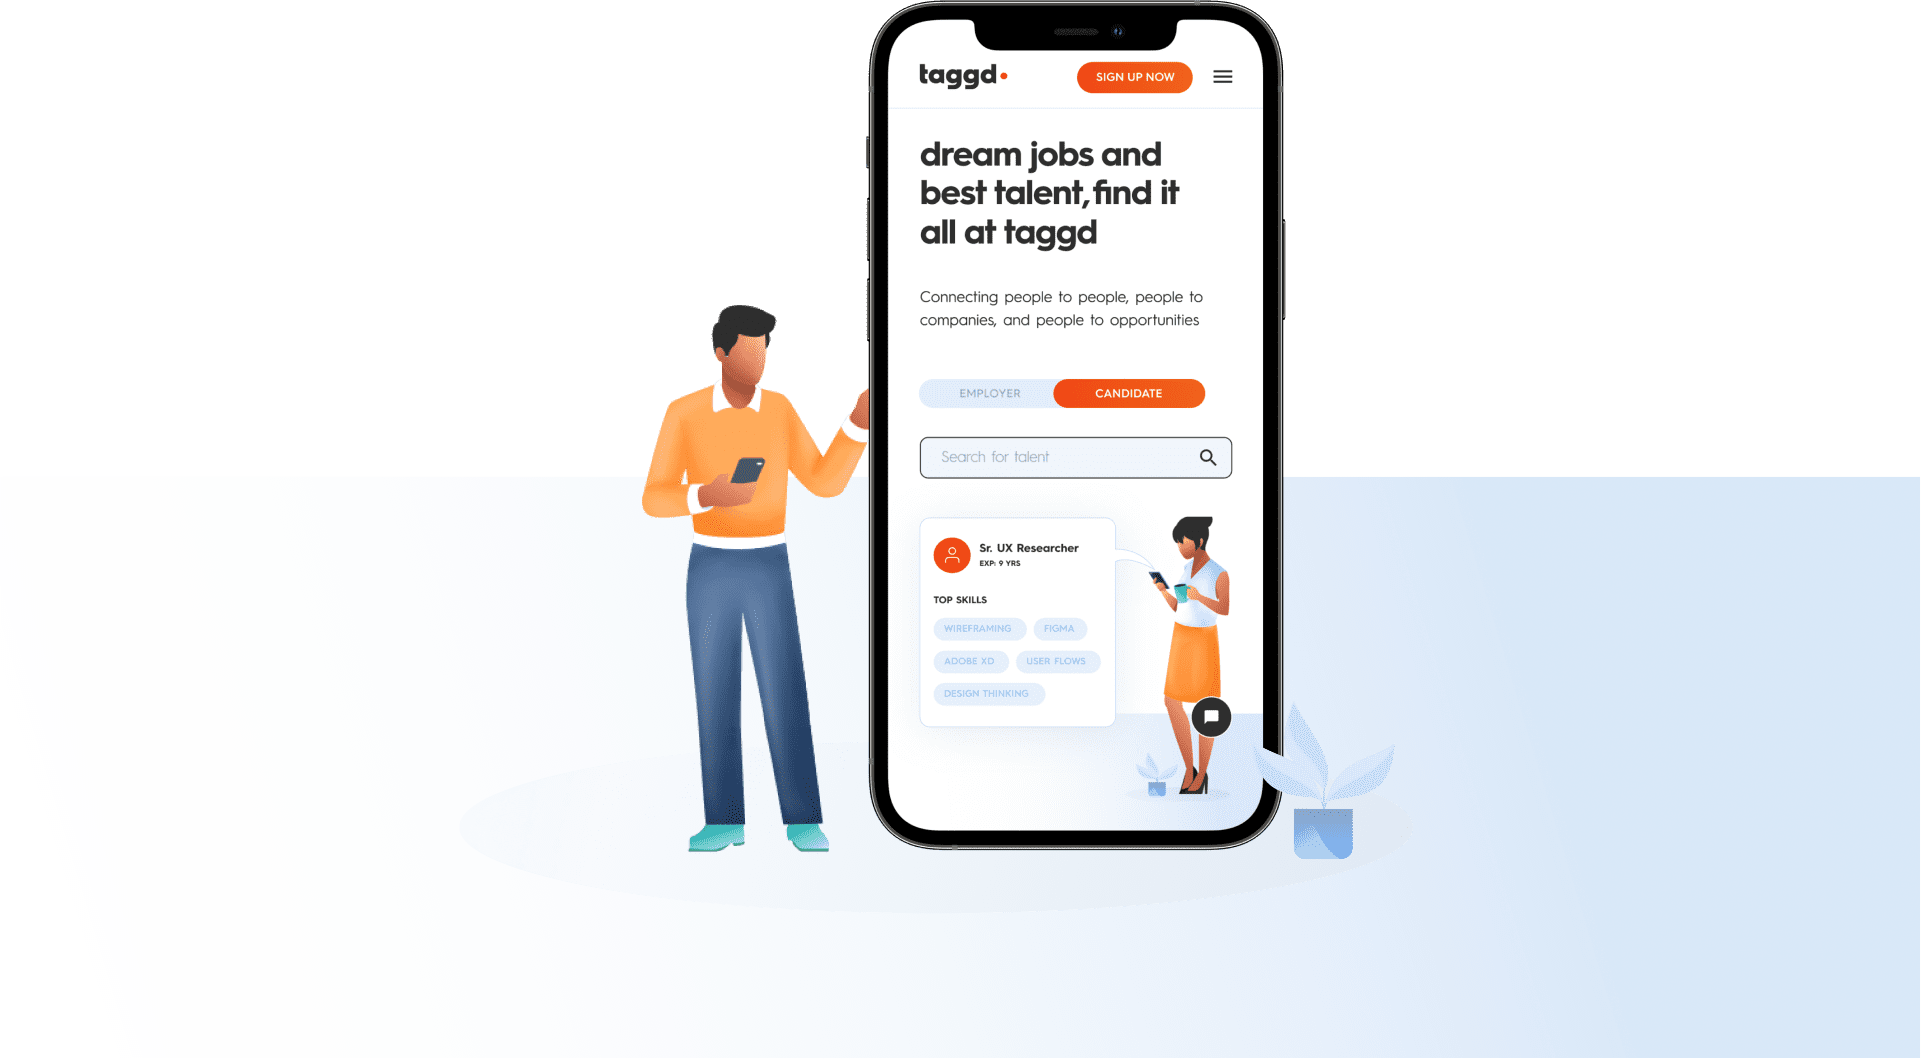 taggd
SIGN UP NOW
dream jobs and
best talent, find it
all at taggd
Connecting people to people, people to
companies, and people to opportunities
EMPLOYER CANDIDATE
Search for talent
Sr. UX Researcher
EXP: 9 YRS
TOP SKILLS
WIREFRAMING FIGMA
ADOBE XD USER FLOWS
DESIGN THINKING